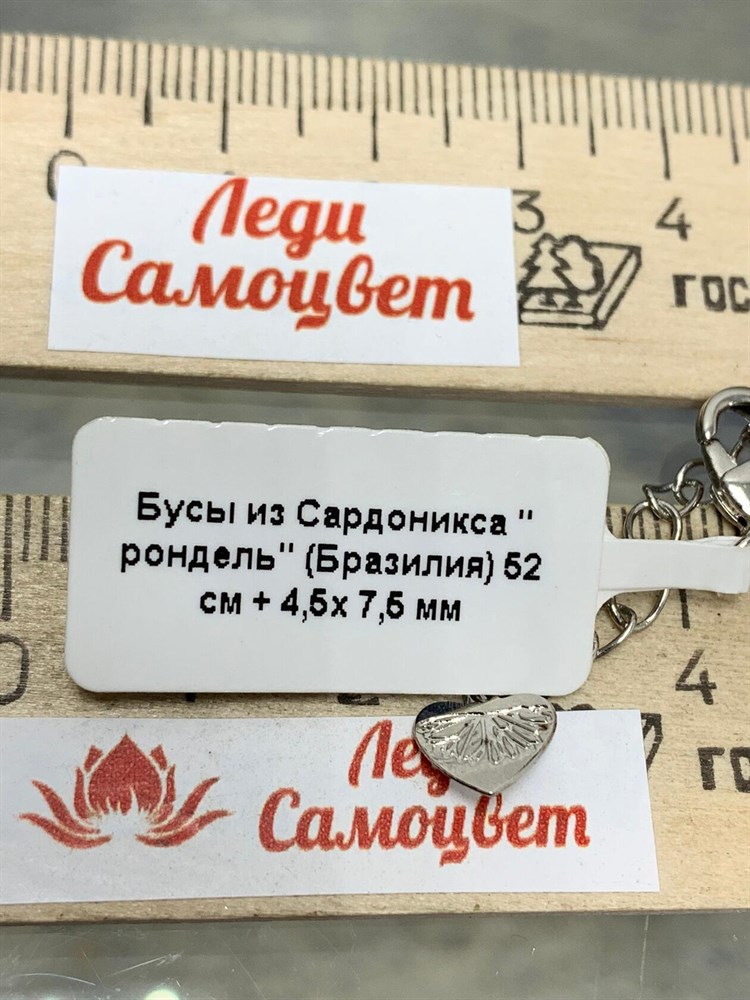 0
3
4
Леди
Самоцвет
ГОС
Бусы из Сардоникса "
рондель" (Бразилия) 52
см + 4,5х 7,5 мм
0
4
Леди
Самоцвет